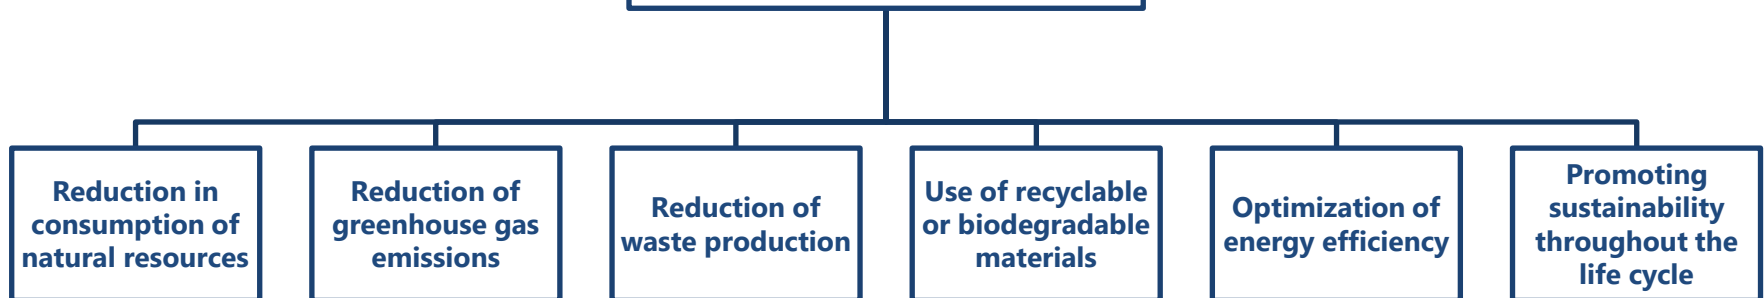 Reduction in
consumption of
natural resources
Reduction of
greenhouse gas
emissions
Reduction of
waste production
Use of recyclable
or biodegradable
materials
Optimization of
energy efficiency
Promoting
sustainability
throughout the
life cycle